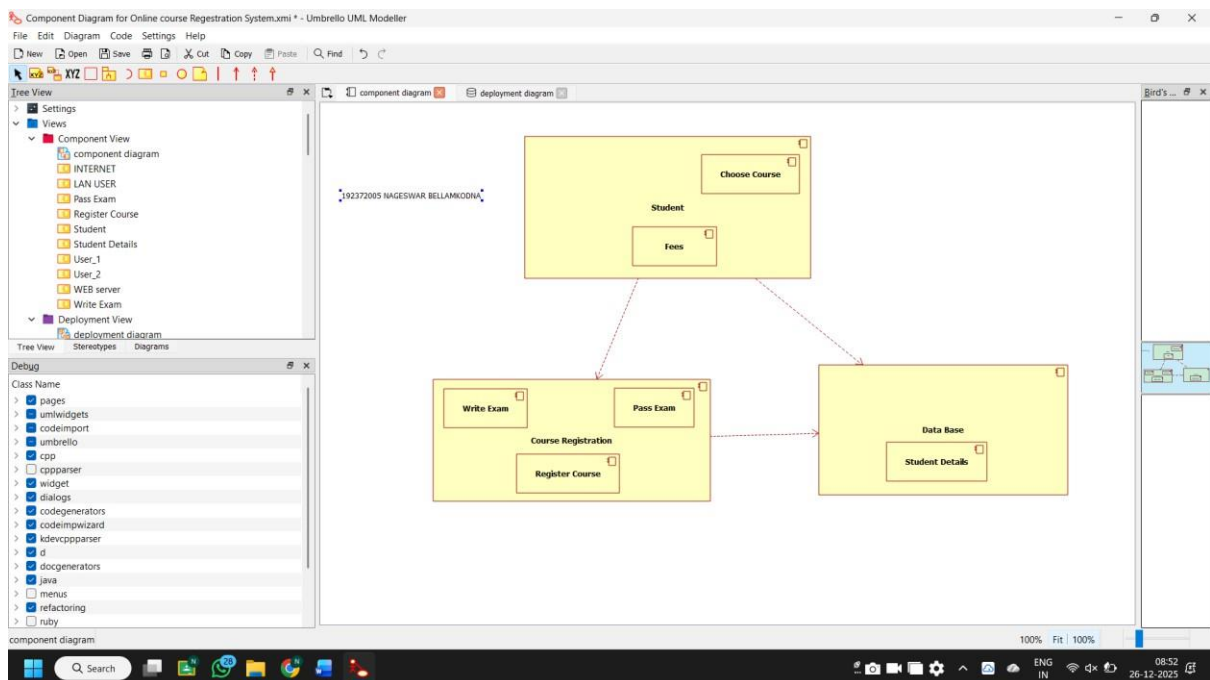 Component Diagram for Online course Regestration System.xmi * - Umbrello UML Modeller
File Edit Diagram Code Settings Help
New Open Save Cut Copy Paste Find
XYZ
Tree View
component diagram deployment diagram
Bird's ...
Settings
Views
Component View
component diagram
INTERNET
LAN USER
Pass Exam
Register Course
Student
Student Details
User_1
User_2
WEB server
Write Exam
Deployment View
deployment diagram
Tree View Stereotypes Diagrams
Debug
Class Name
pages
umlwidgets
codeimport
umbrello
cpp
cppparser
widget
dialogs
codegenerators
codeimpwizard
kdevcppparser
d
docgenerators
java
menus
refactoring
ruby
192372005 NAGESWAR BELLAMKODNA
Choose Course
Student
Fees
Write Exam Pass Exam
Course Registration
Register Course
Data Base
Student Details
component diagram
100% Fit 100%
Search
28
ENG
IN
08:52
26-12-2025